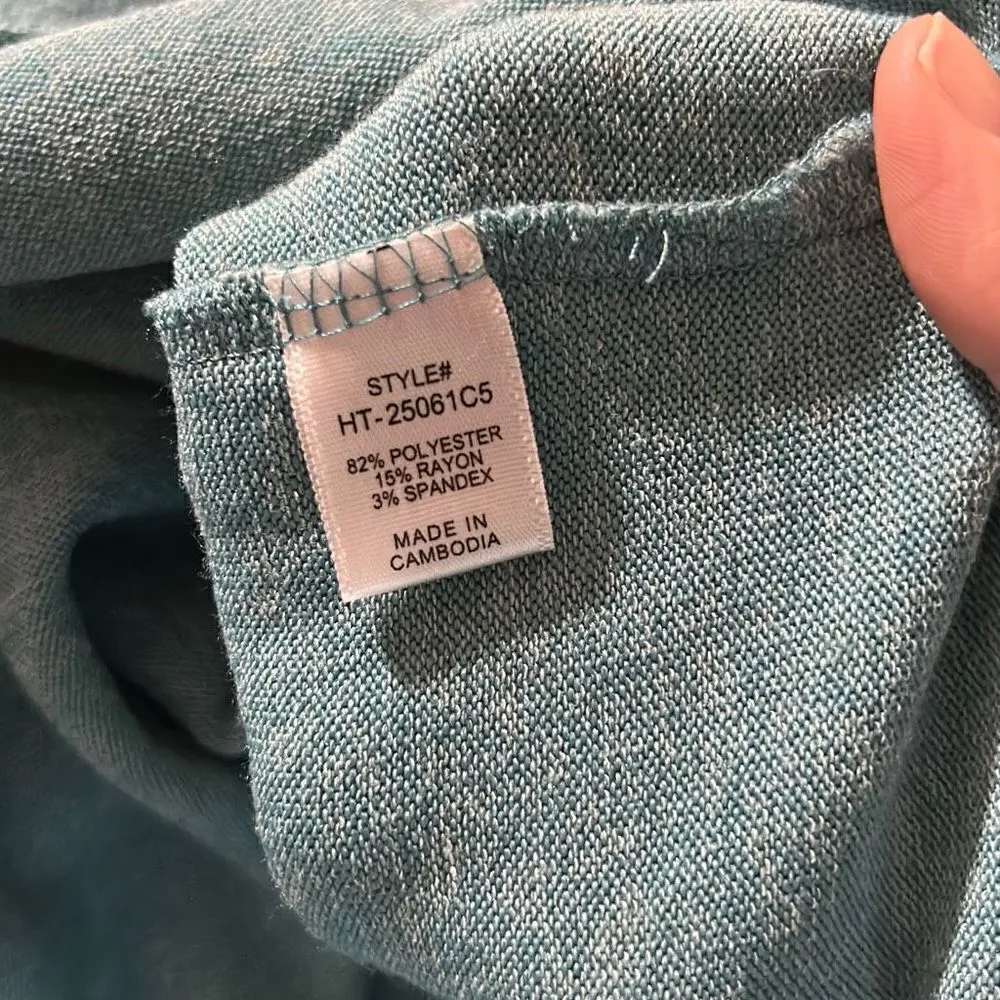 STYLE#
HT-25061C5
82% POLYESTER
15% RAYON
3% SPANDEX
MADE IN
CAMBODIA